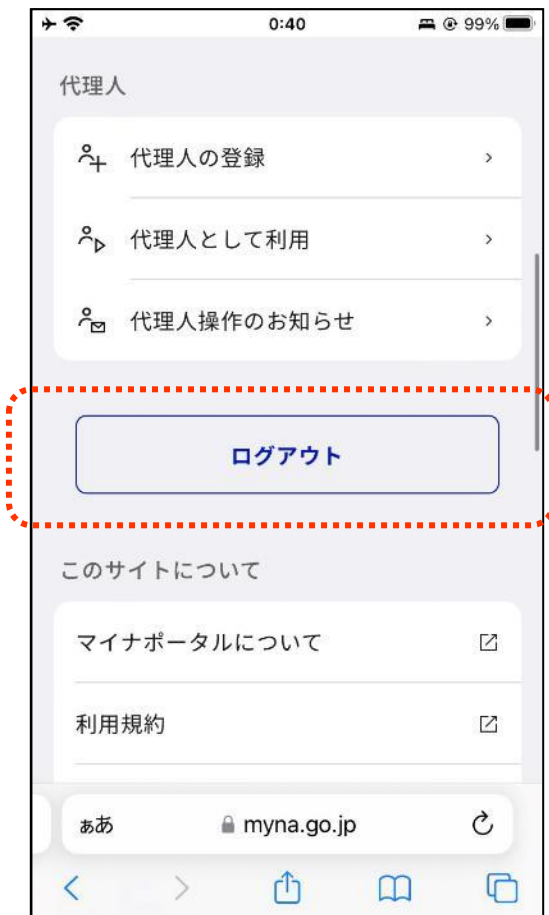 0:40
99%
代理人
代理人の登録
代理人として利用
代理人操作のお知らせ
ログアウト
このサイトについて
マイナポータルについて
利用規約
ぁあ
myna.go.jp